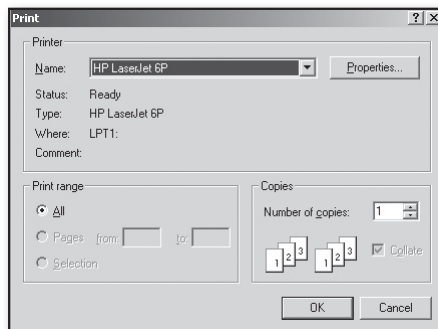 Print
Printer
Name: HP LaserJet 6P Properties...
Status: Ready
Type: HP LaserJet 6P
Where: LPT1:
Comment:
Print range Copies
All Number of copies: 1
Pages from: to:
1 2 3 1 2 3 Collate
Selection
OK Cancel